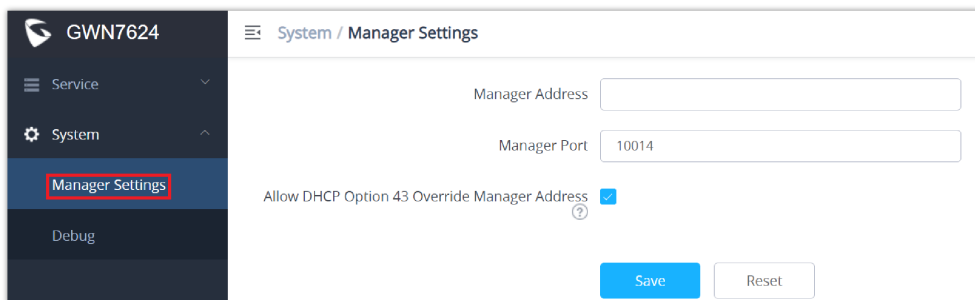 GWN7624
System / Manager Settings
Service
System
Manager Settings
Debug
Manager Address
Manager Port 10014
Allow DHCP Option 43 Override Manager Address
?
Save Reset